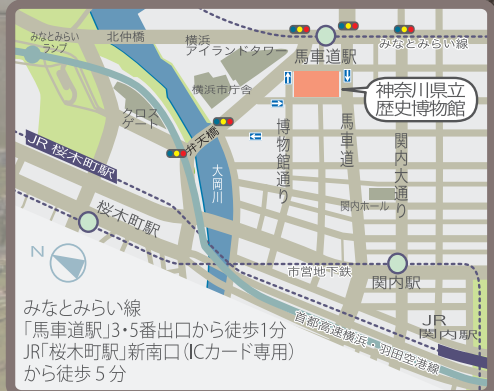 みなとみらい
ランプ
北仲橋
横浜
アイランドタワー
馬車道駅
みなとみらい線
神奈川県立
歴史博物館
横浜市庁舎
クロス
ゲート
弁天橋
大岡川
博物館通り
馬車道
関内大通り
関内ホール
JR 桜木町駅
桜木町駅
市営地下鉄
関内駅
JR
関内駅
首都高速横浜・羽田空港線
N
みなとみらい線
「馬車道駅」3・5番出口から徒歩1分
JR「桜木町駅」新南口(ICカード専用)
から徒歩5分